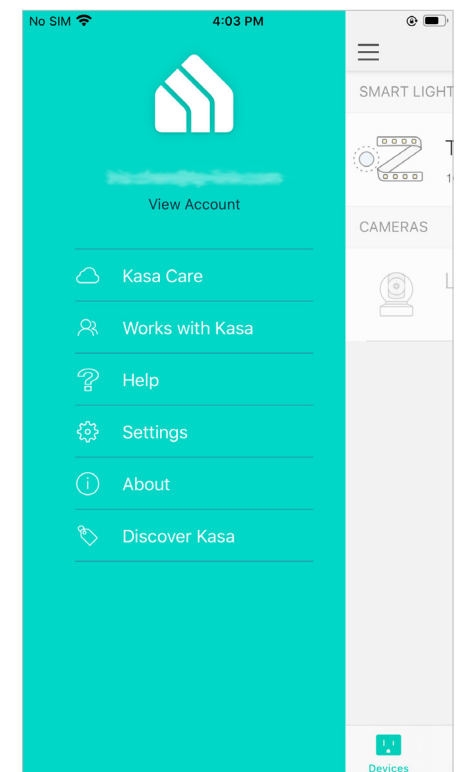 No SIM 4:03 PM
SMART LIGHT
View Account
CAMERAS
Kasa Care
Works with Kasa
Help
Settings
About
Discover Kasa
Devices